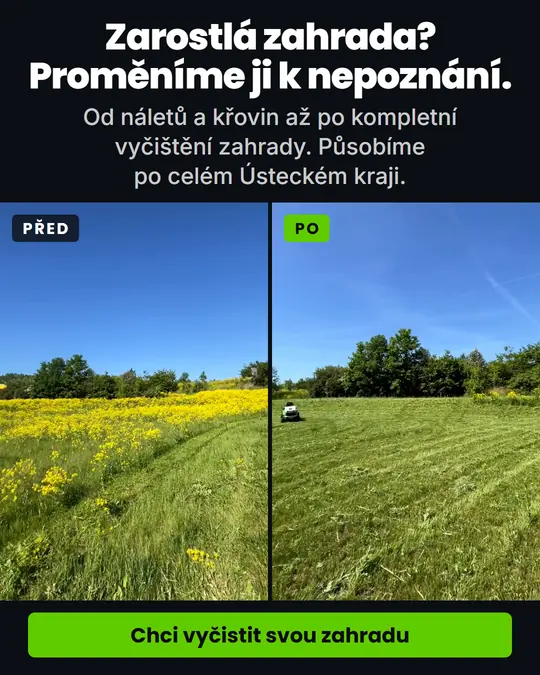 Zarostlá zahrada?
Proměníme ji k nepoznání.
Od náletů a křovin až po kompletní
vyčištění zahrady. Působíme
po celém Ústeckém kraji.
PŘED
PO
Chci vyčistit svou zahradu